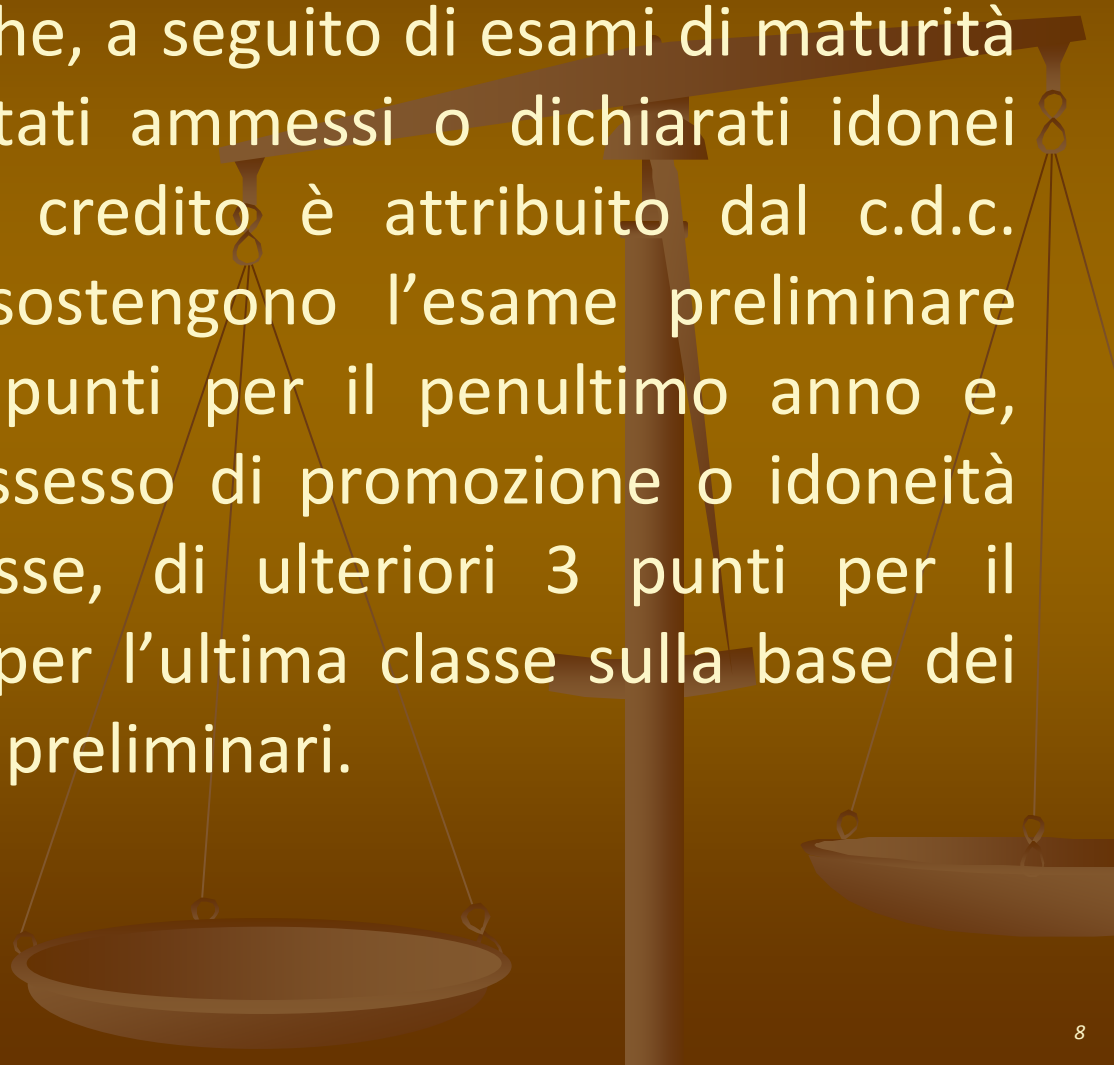 he, a seguito di esami di maturità
tati ammessi o dichiarati idonei
credito è attribuito dal c.d.c.
sostengono l’esame preliminare
punti per il penultimo anno e,
ssesso di promozione o idoneità
sse, di ulteriori 3 punti per il
per l’ultima classe sulla base dei
preliminari.
8